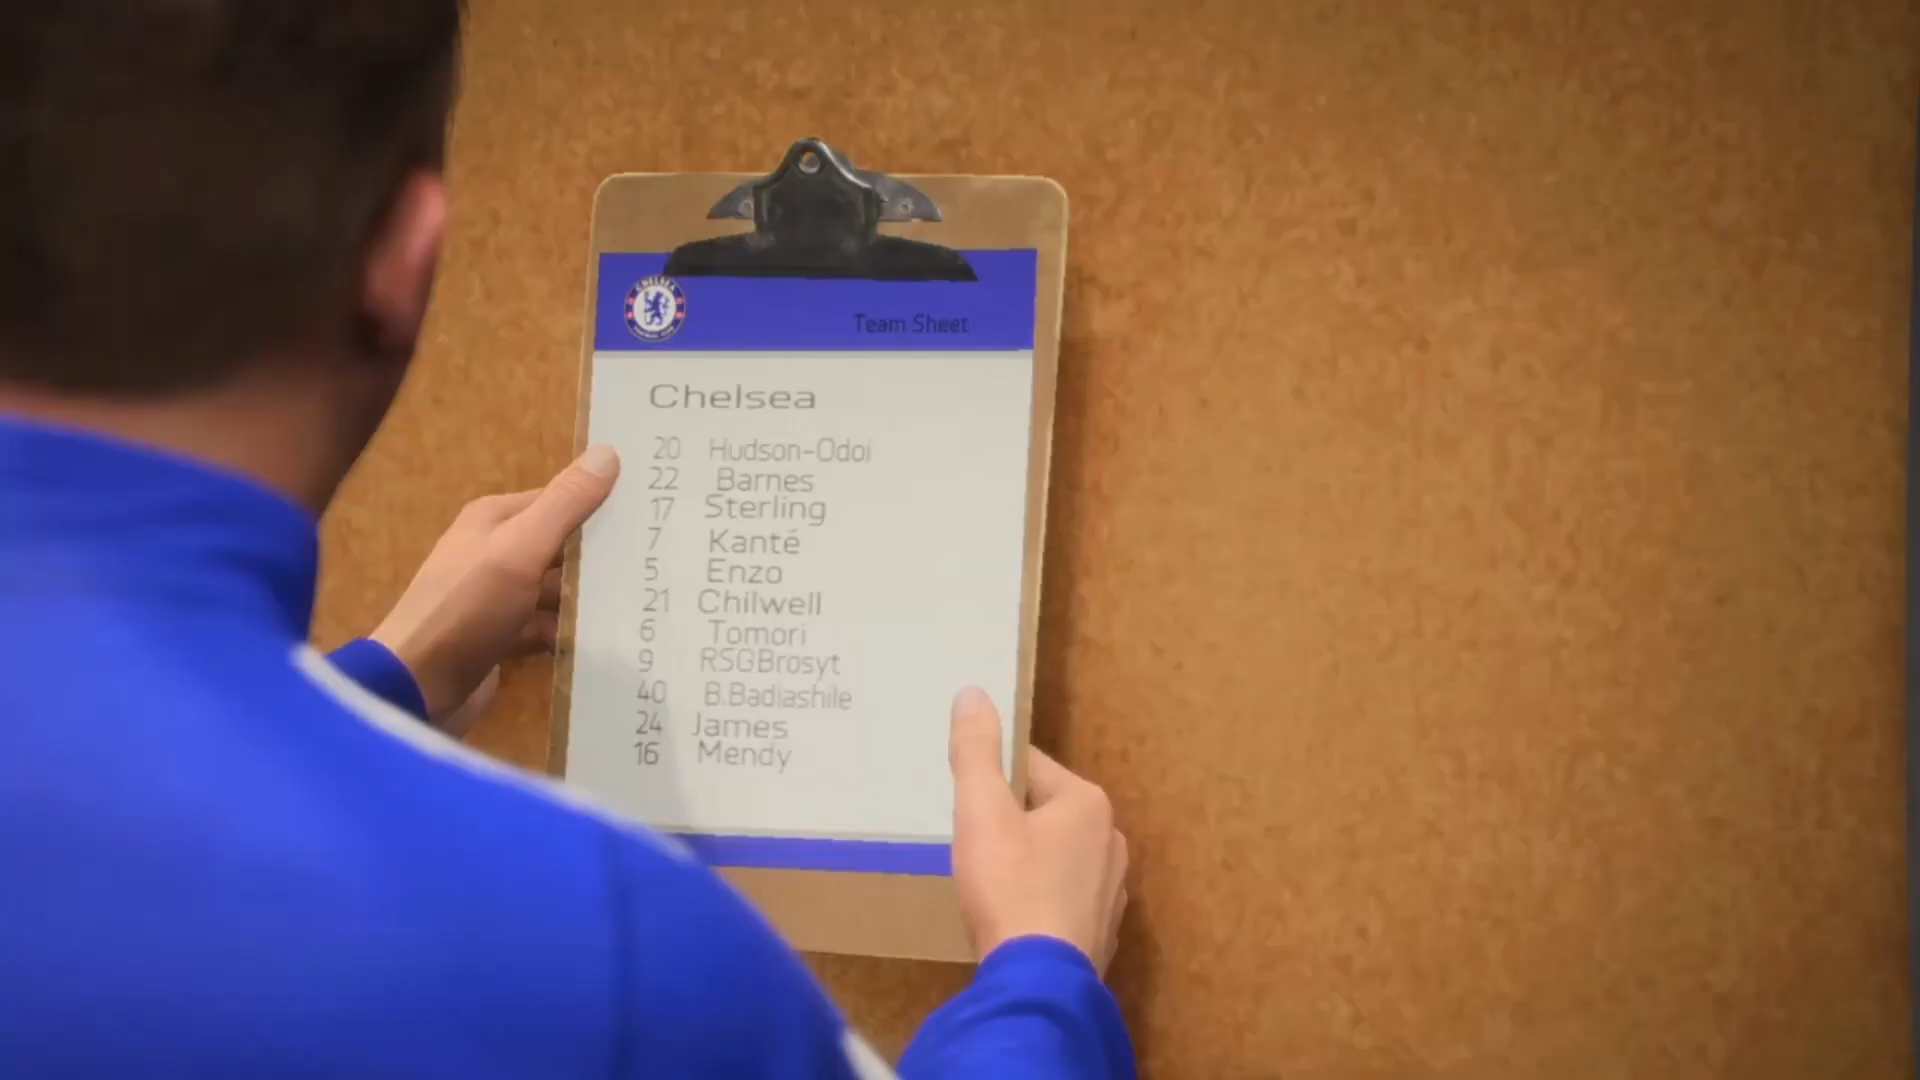 CHELSEA
Team Sheet
Chelsea
20 Hudson-Odoi
22 Barnes
17 Sterling
7 Kanté
5 Enzo
21 Chilwell
6 Tomori
9 RSGBrosyt
40 B.Badiashile
24 James
16 Mendy